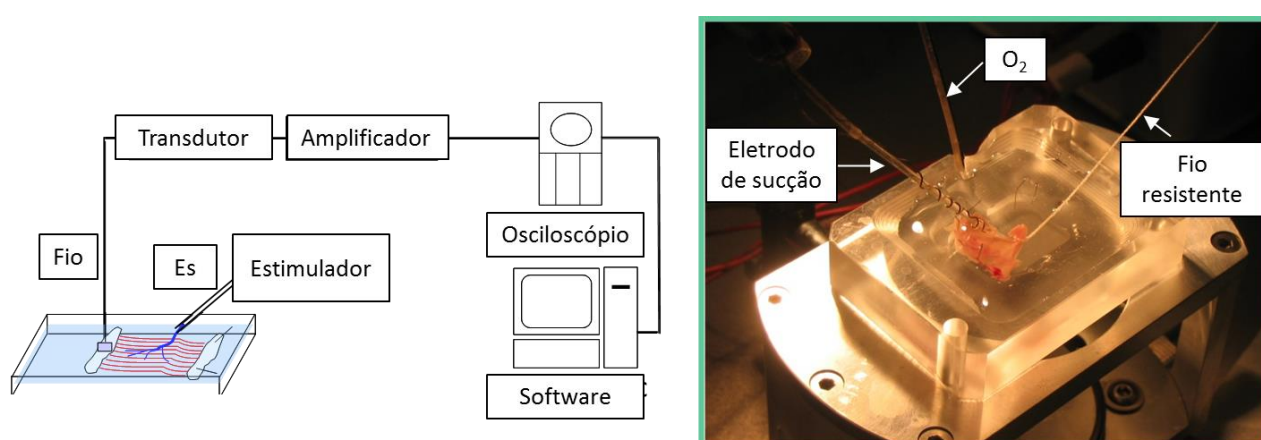 Transdutor
Amplificador
Osciloscópio
Fio
Es
Estimulador
Software
O₂
Eletrodo
de sucção
Fio
resistente